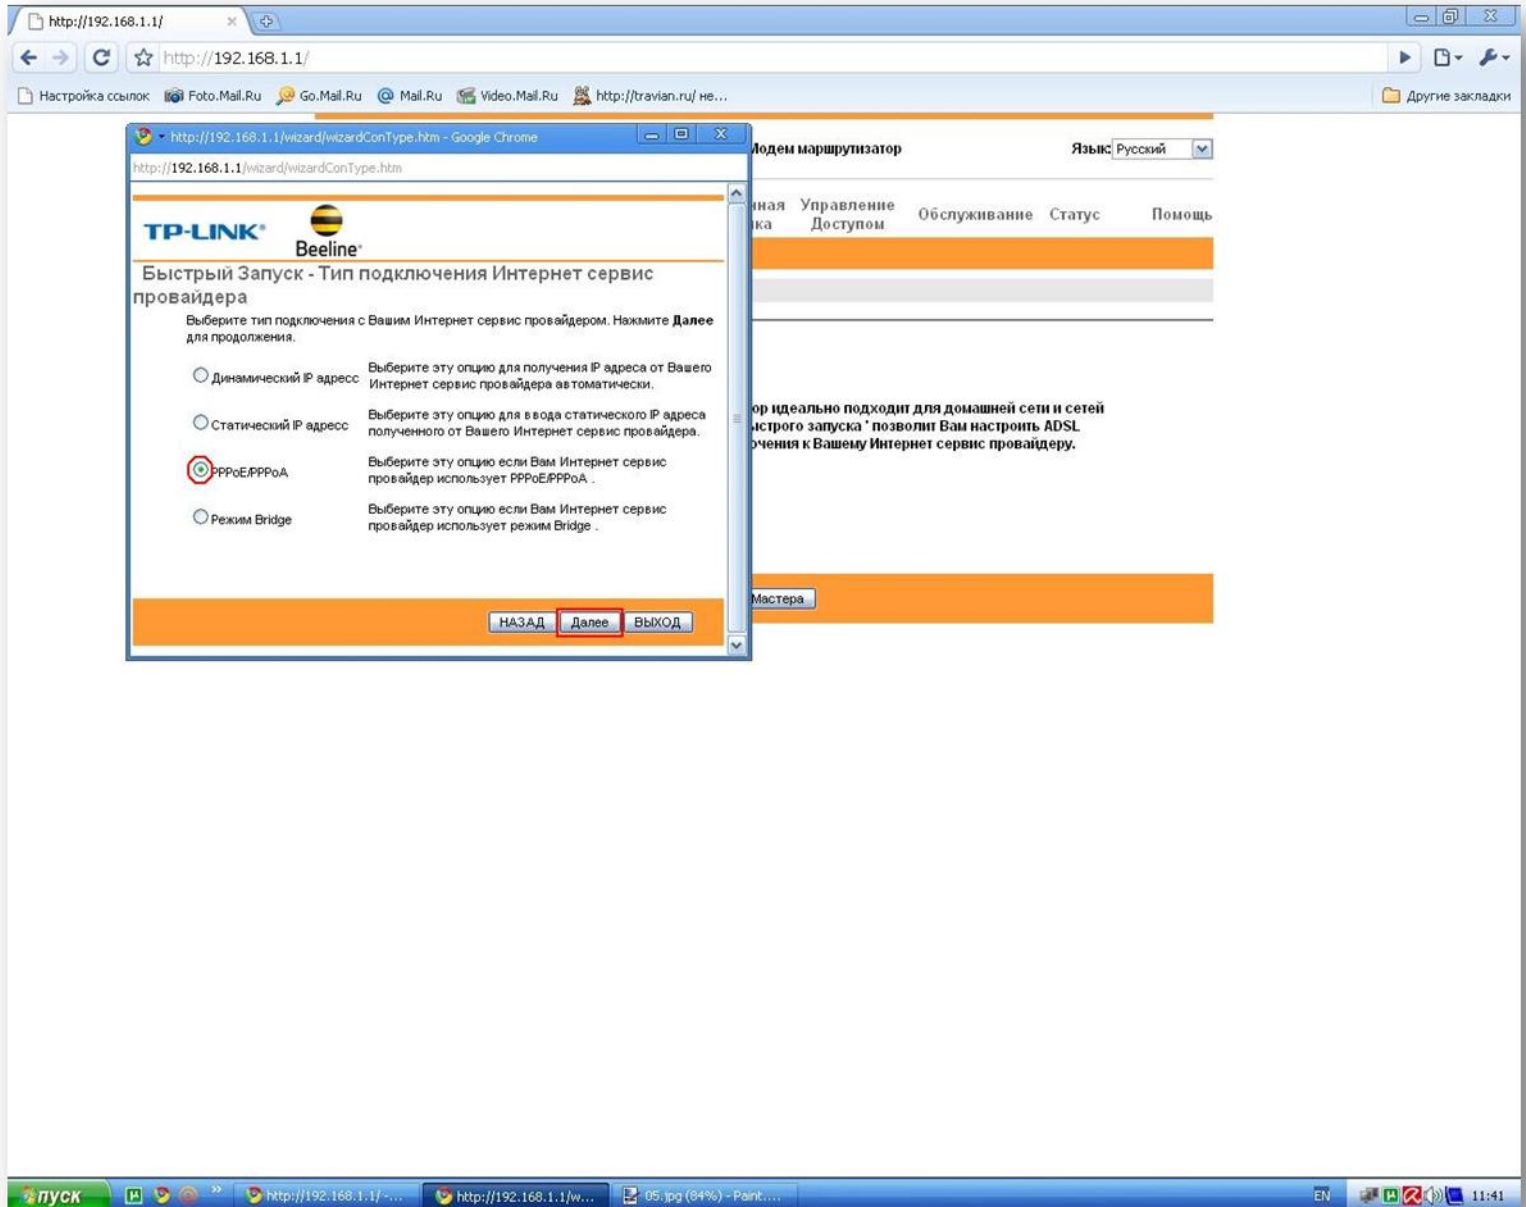 http://192.168.1.1/
http://192.168.1.1/
Настройка ссылок Foto.Mail.Ru Go.Mail.Ru Mail.Ru Video.Mail.Ru http://travian.ru/ не... Другие закладки
http://192.168.1.1/wizard/wizardConType.htm - Google Chrome
http://192.168.1.1/wizard/wizardConType.htm
TP-LINK®
Beeline®
Быстрый Запуск - Тип подключения Интернет сервис
провайдера
Выберите тип подключения с Вашим Интернет сервис провайдером. Нажмите Далее
для продолжения.
Динамический IP адресс
Выберите эту опцию для получения IP адреса от Вашего
Интернет сервис провайдера автоматически.
Статический IP адресс
Выберите эту опцию для ввода статического IP адреса
полученного от Вашего Интернет сервис провайдера.
PPPoE/PPPoA
Выберите эту опцию если Вам Интернет сервис
провайдер использует PPPoE/PPPoA .
Режим Bridge
Выберите эту опцию если Вам Интернет сервис
провайдер использует режим Bridge .
НАЗАД Далее ВЫХОД
Модем маршрутизатор Язык: Русский
нная Управление Обслуживание Статус Помощь
ка Доступом
ор идеально подходит для домашней сети и сетей
ыстрого запуска ' позволит Вам настроить ADSL
очения к Вашему Интернет сервис провайдеру.
Мастера
пуск http://192.168.1.1/ -... http://192.168.1.1/w... 05.jpg (84%) - Paint.... EN 11:41